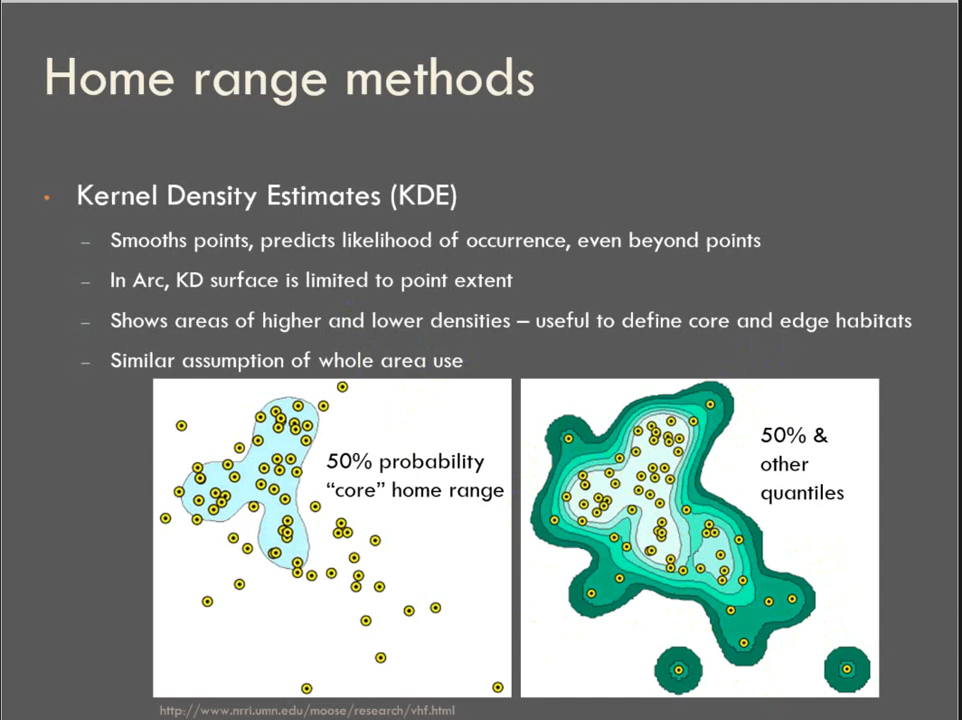 Home range methods
• Kernel Density Estimates (KDE)
– Smooths points, predicts likelihood of occurrence, even beyond points
– In Arc, KD surface is limited to point extent
– Shows areas of higher and lower densities – useful to define core and edge habitats
– Similar assumption of whole area use
50% probability
“core” home range
50% &
other
quantiles
http://www.nrri.umn.edu/moose/research/vhf.html